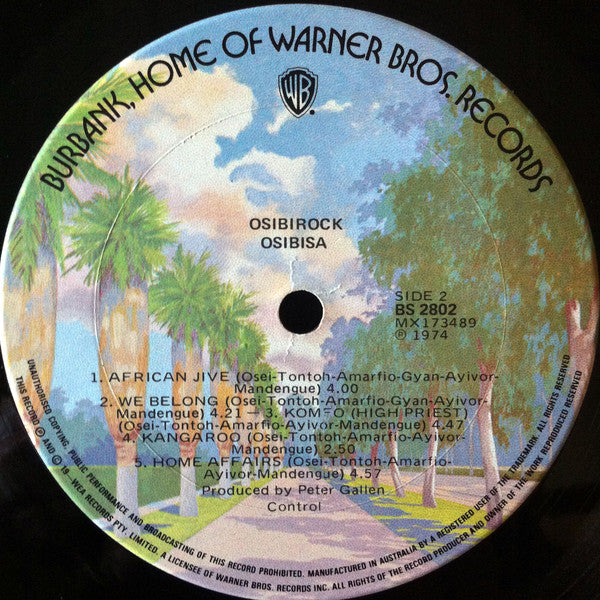 BURBANK, HOME OF WARNER BROS. RECORDS
WB
OSIBIROCK
OSIBISA
SIDE 2
BS 2802
MX173489
℗ 1974
1. AFRICAN JIVE (Osei-Tontoh-Amarfio-Gyan-Ayivor-
Mandengue) 4.00
2. WE BELONG (Osei-Tontoh-Amarfio-Gyan-Ayivor-
Mandengue) 4.21 — 3. KOMFO (HIGH PRIEST)
(Osei-Tontoh-Amarfio-Ayivor-Mandengue) 4.47
4. KANGAROO (Osei-Tontoh-Amarfio-Ayivor-
Mandengue) 2.50
5. HOME AFFAIRS (Osei-Tontoh-Amarfio-
Ayivor-Mandengue) 4.57
Produced by Peter Gallen
Control
UNAUTHORISED COPYING, PUBLIC PERFORMANCE AND BROADCASTING OF THIS RECORD PROHIBITED. MANUFACTURED IN AUSTRALIA BY A REGISTERED USER OF THE TRADEMARK. ALL RIGHTS RESERVED
THIS RECORD ℗ AND © 19 WEA RECORDS PTY. LIMITED. A LICENSEE OF WARNER BROS. RECORDS INC. ALL RIGHTS OF THE RECORD PRODUCER AND OWNER OF THE WORK REPRODUCED RESERVED